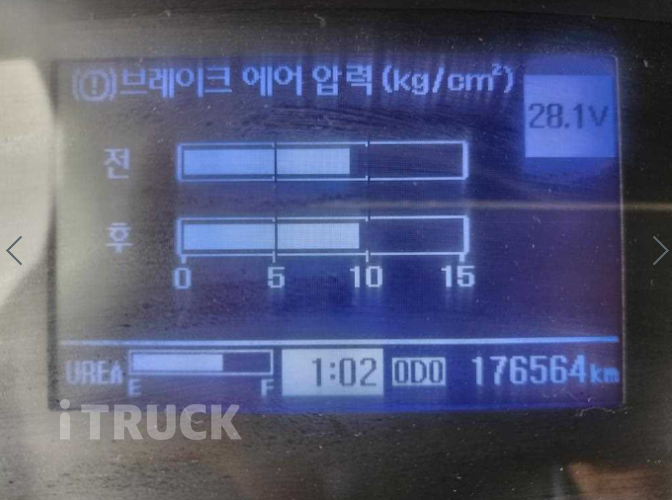 (!)브레이크 에어 압력 (kg/cm²)
28.1V
전
후
0 5 10 15
UREA E F 1:02 ODO 176564km
iTRUCK